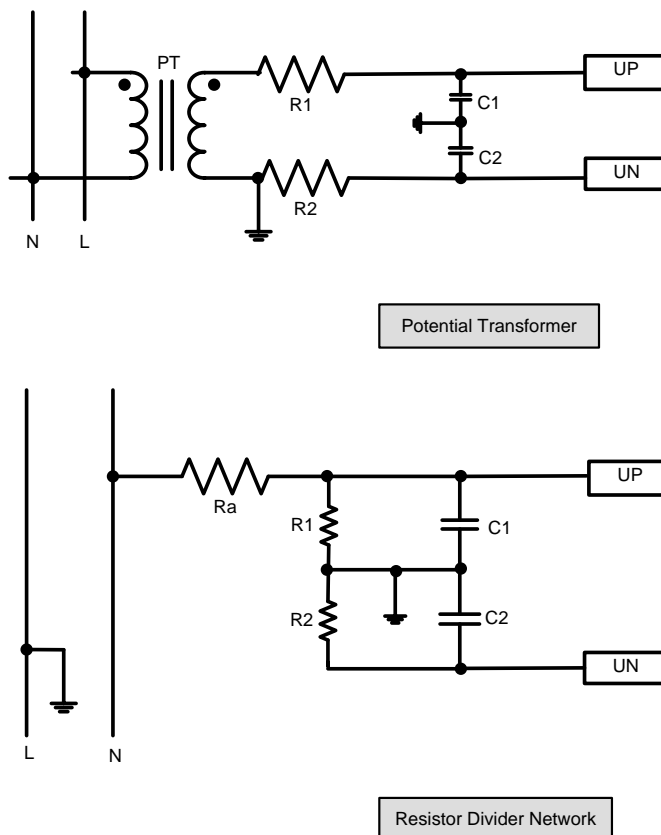 PT
UP
R1
C1
C2
UN
R2
N
L
Potential Transformer
UP
Ra
R1
C1
R2
C2
UN
L
N
Resistor Divider Network